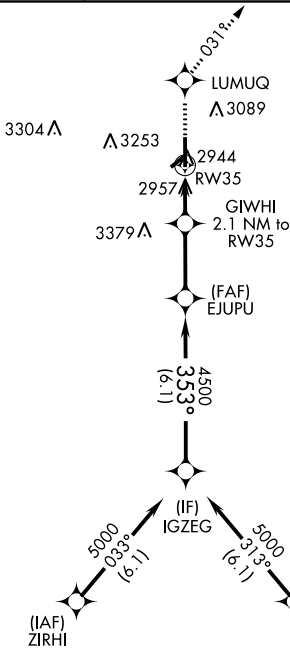 031°
LUMUQ
3089
3304
3253
2944
RW35
2957
GIWHI
2.1 NM to
RW35
3379
(FAF)
EJUPU
4500
353°
(6.1)
(IF)
IGZEG
5000
033°
(6.1)
5000
313°
(6.1)
(IAF)
ZIRHI